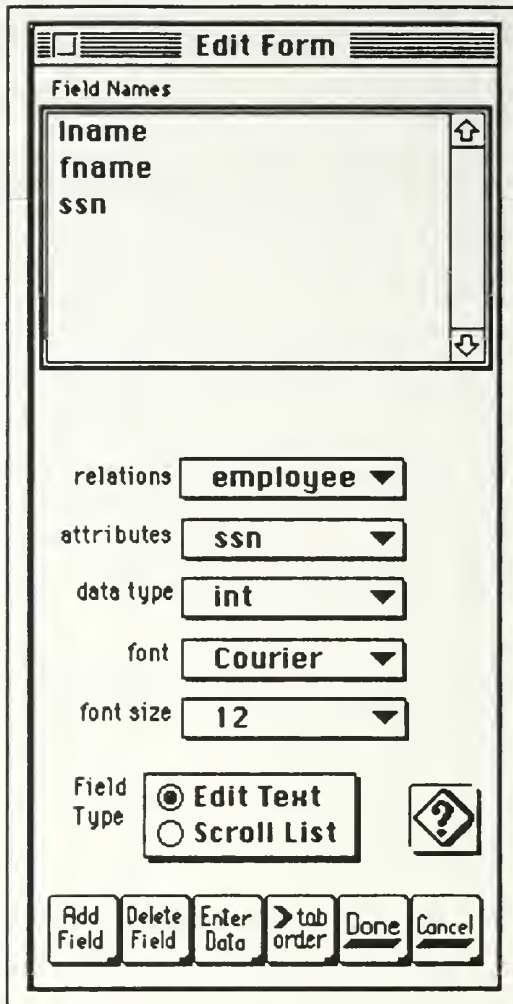 Edit Form
Field Names
lname
fname
ssn
relations employee
attributes ssn
data type int
font Courier
font size 12
Field Type
Edit Text
Scroll List
?
Add Field
Delete Field
Enter Data
>tab order
Done
Cancel